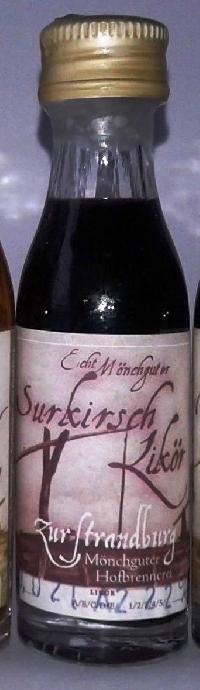 Echt Mönchguter
Surkirsch
Likör
Zur Strandburg
Mönchguter
Hofbrennerei
LIKÖR